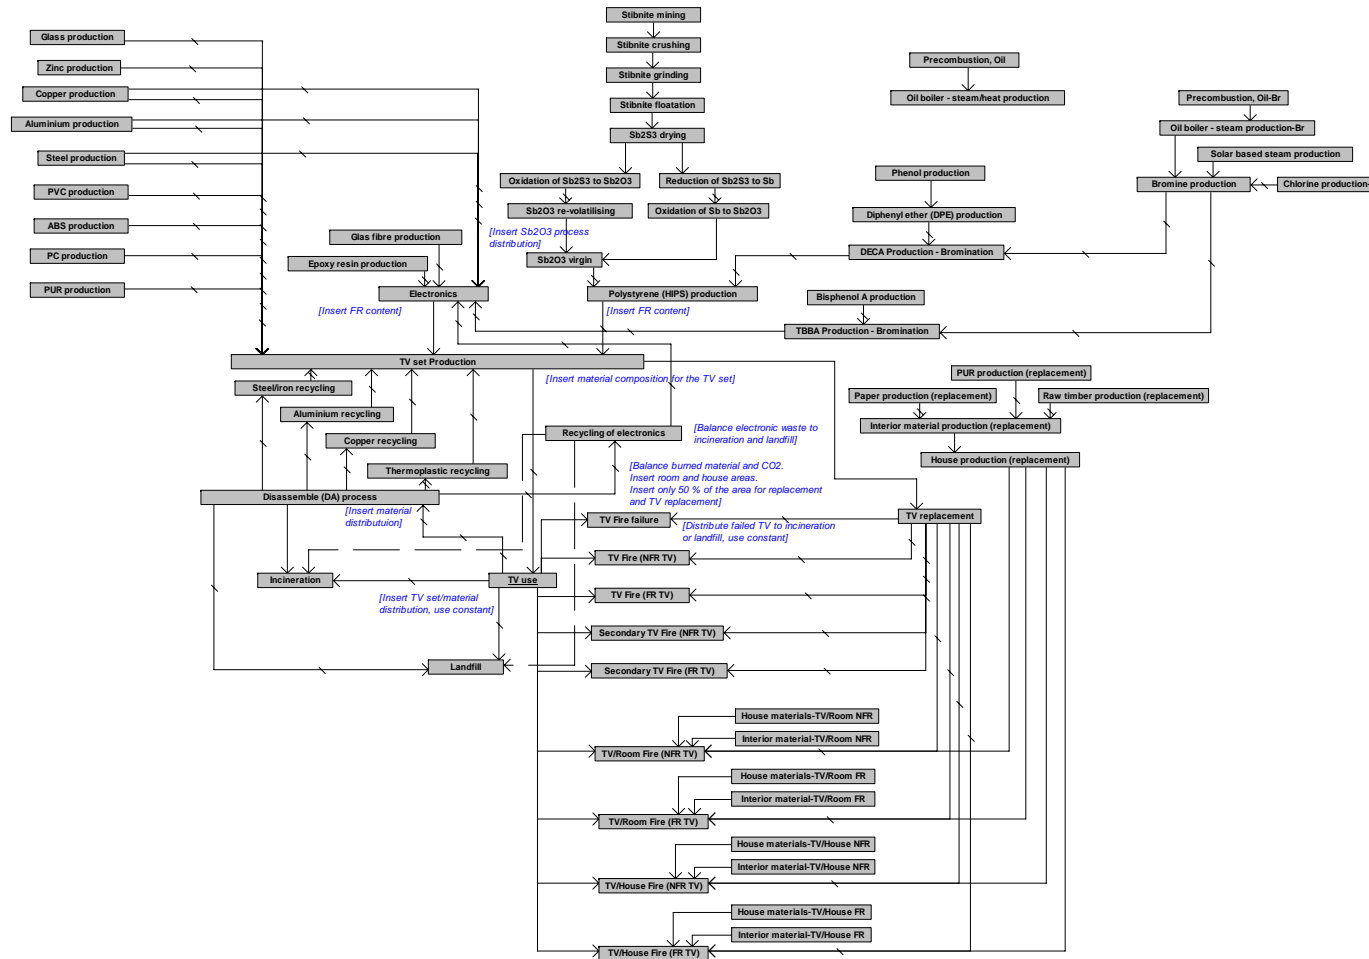 Stibnite mining
Glass production
Stibnite crushing
Zinc production
Stibnite grinding
Precombustion, Oil
Copper production
Stibnite floatation
Oil boiler - steam/heat production
Precombustion, Oil-Br
Aluminium production
Sb2S3 drying
Oil boiler - steam production-Br
Steel production
Solar based steam production
Oxidation of Sb2S3 to Sb2O3
Reduction of Sb2S3 to Sb
Phenol production
Bromine production
Chlorine production-
PVC production
Sb2O3 re-volatilising
Oxidation of Sb to Sb2O3
Diphenyl ether (DPE) production
ABS production
Glas fibre production
[Insert Sb2O3 process
distribution]
PC production
Epoxy resin production
Sb2O3 virgin
DECA Production - Bromination
PUR production
Electronics
Polystyrene (HIPS) production
Bisphenol A production
[Insert FR content]
[Insert FR content]
TBBA Production - Bromination
TV set Production
[Insert material composition for the TV set]
PUR production (replacement)
Steel/iron recycling
Paper production (replacement)
Raw timber production (replacement)
Aluminium recycling
Interior material production (replacement)
Copper recycling
Recycling of electronics
[Balance electronic waste to
incineration and landfill]
House production (replacement)
Thermoplastic recycling
[Balance burned material and CO2.
Insert room and house areas.
Insert only 50 % of the area for replacement
and TV replacement]
Disassemble (DA) process
[Insert material
distributuion]
TV Fire failure
[Distribute failed TV to incineration
or landfill, use constant]
TV replacement
TV Fire (NFR TV)
Incineration
TV use
TV Fire (FR TV)
[Insert TV set/material
distribution, use constant]
Secondary TV Fire (NFR TV)
Landfill
Secondary TV Fire (FR TV)
House materials-TV/Room NFR
Interior material-TV/Room NFR
TV/Room Fire (NFR TV)
House materials-TV/Room FR
Interior material-TV/Room FR
TV/Room Fire (FR TV)
House materials-TV/House NFR
Interior material-TV/House NFR
TV/House Fire (NFR TV)
House materials-TV/House FR
Interior material-TV/House FR
TV/House Fire (FR TV)